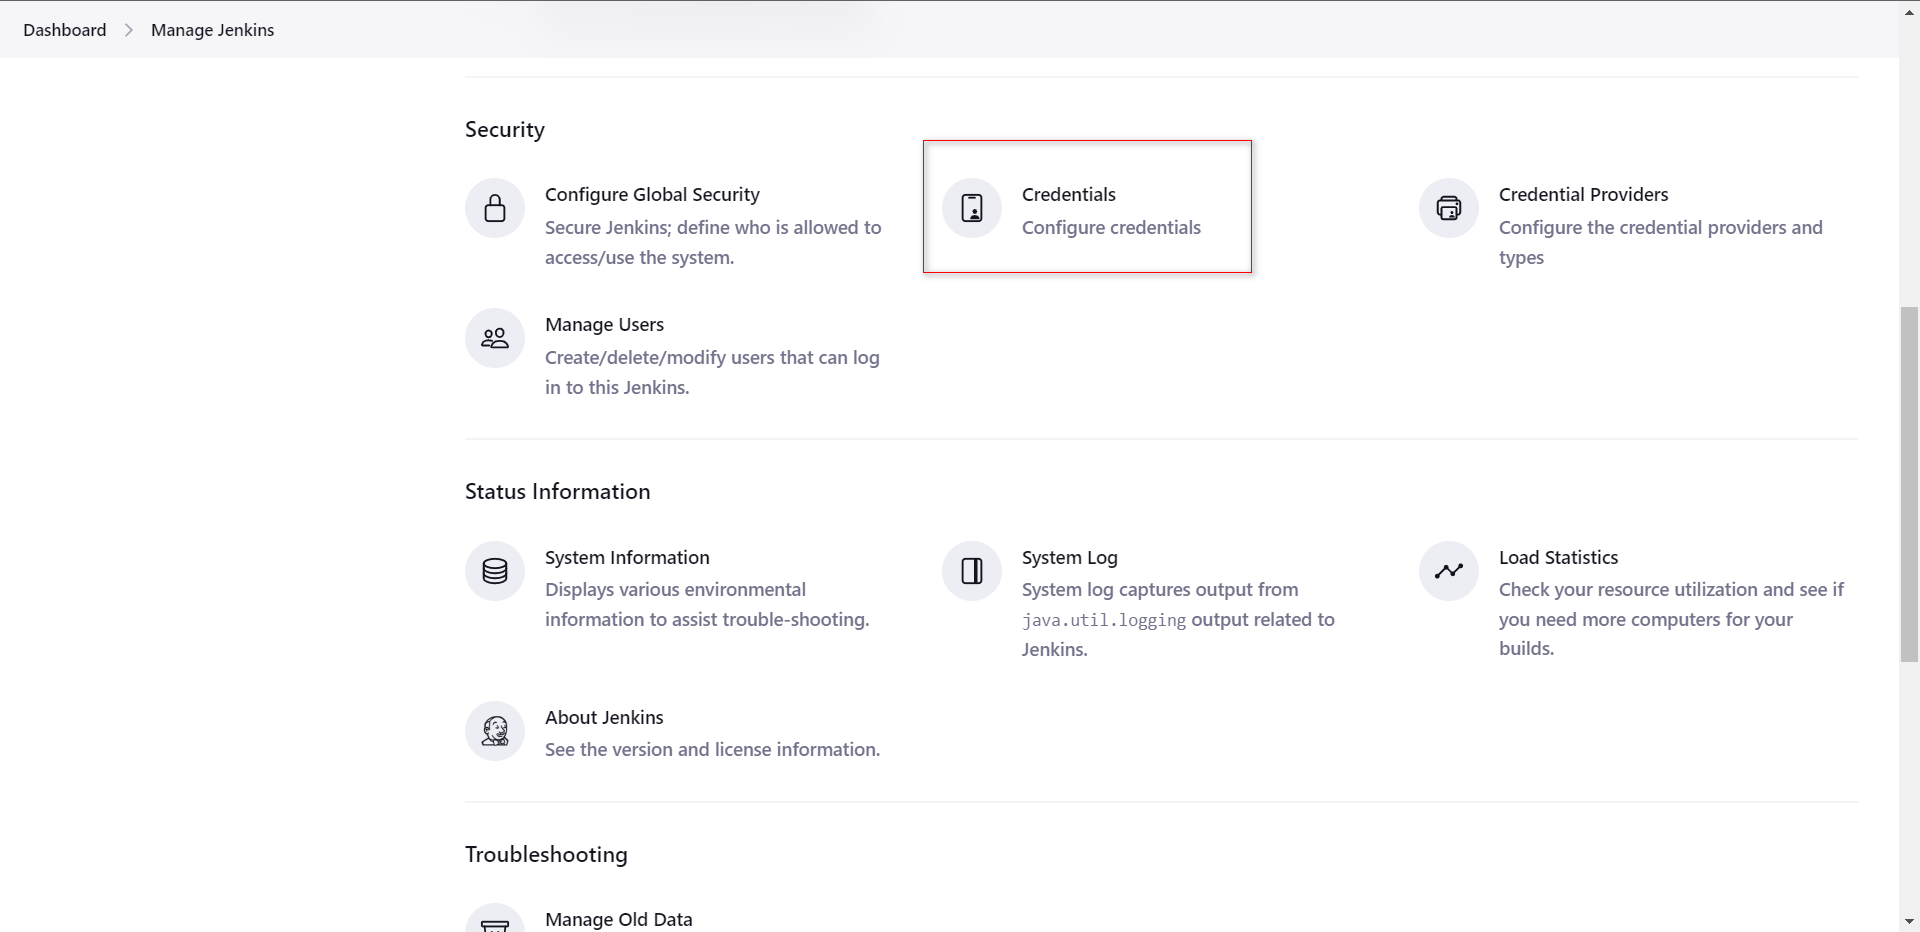 Dashboard
Manage Jenkins
Security
Configure Global Security
Secure Jenkins; define who is allowed to
access/use the system.
Credentials
Configure credentials
Credential Providers
Configure the credential providers and
types
Manage Users
Create/delete/modify users that can log
in to this Jenkins.
Status Information
System Information
Displays various environmental
information to assist trouble-shooting.
System Log
System log captures output from
java.util.logging output related to
Jenkins.
Load Statistics
Check your resource utilization and see if
you need more computers for your
builds.
About Jenkins
See the version and license information.
Troubleshooting
Manage Old Data